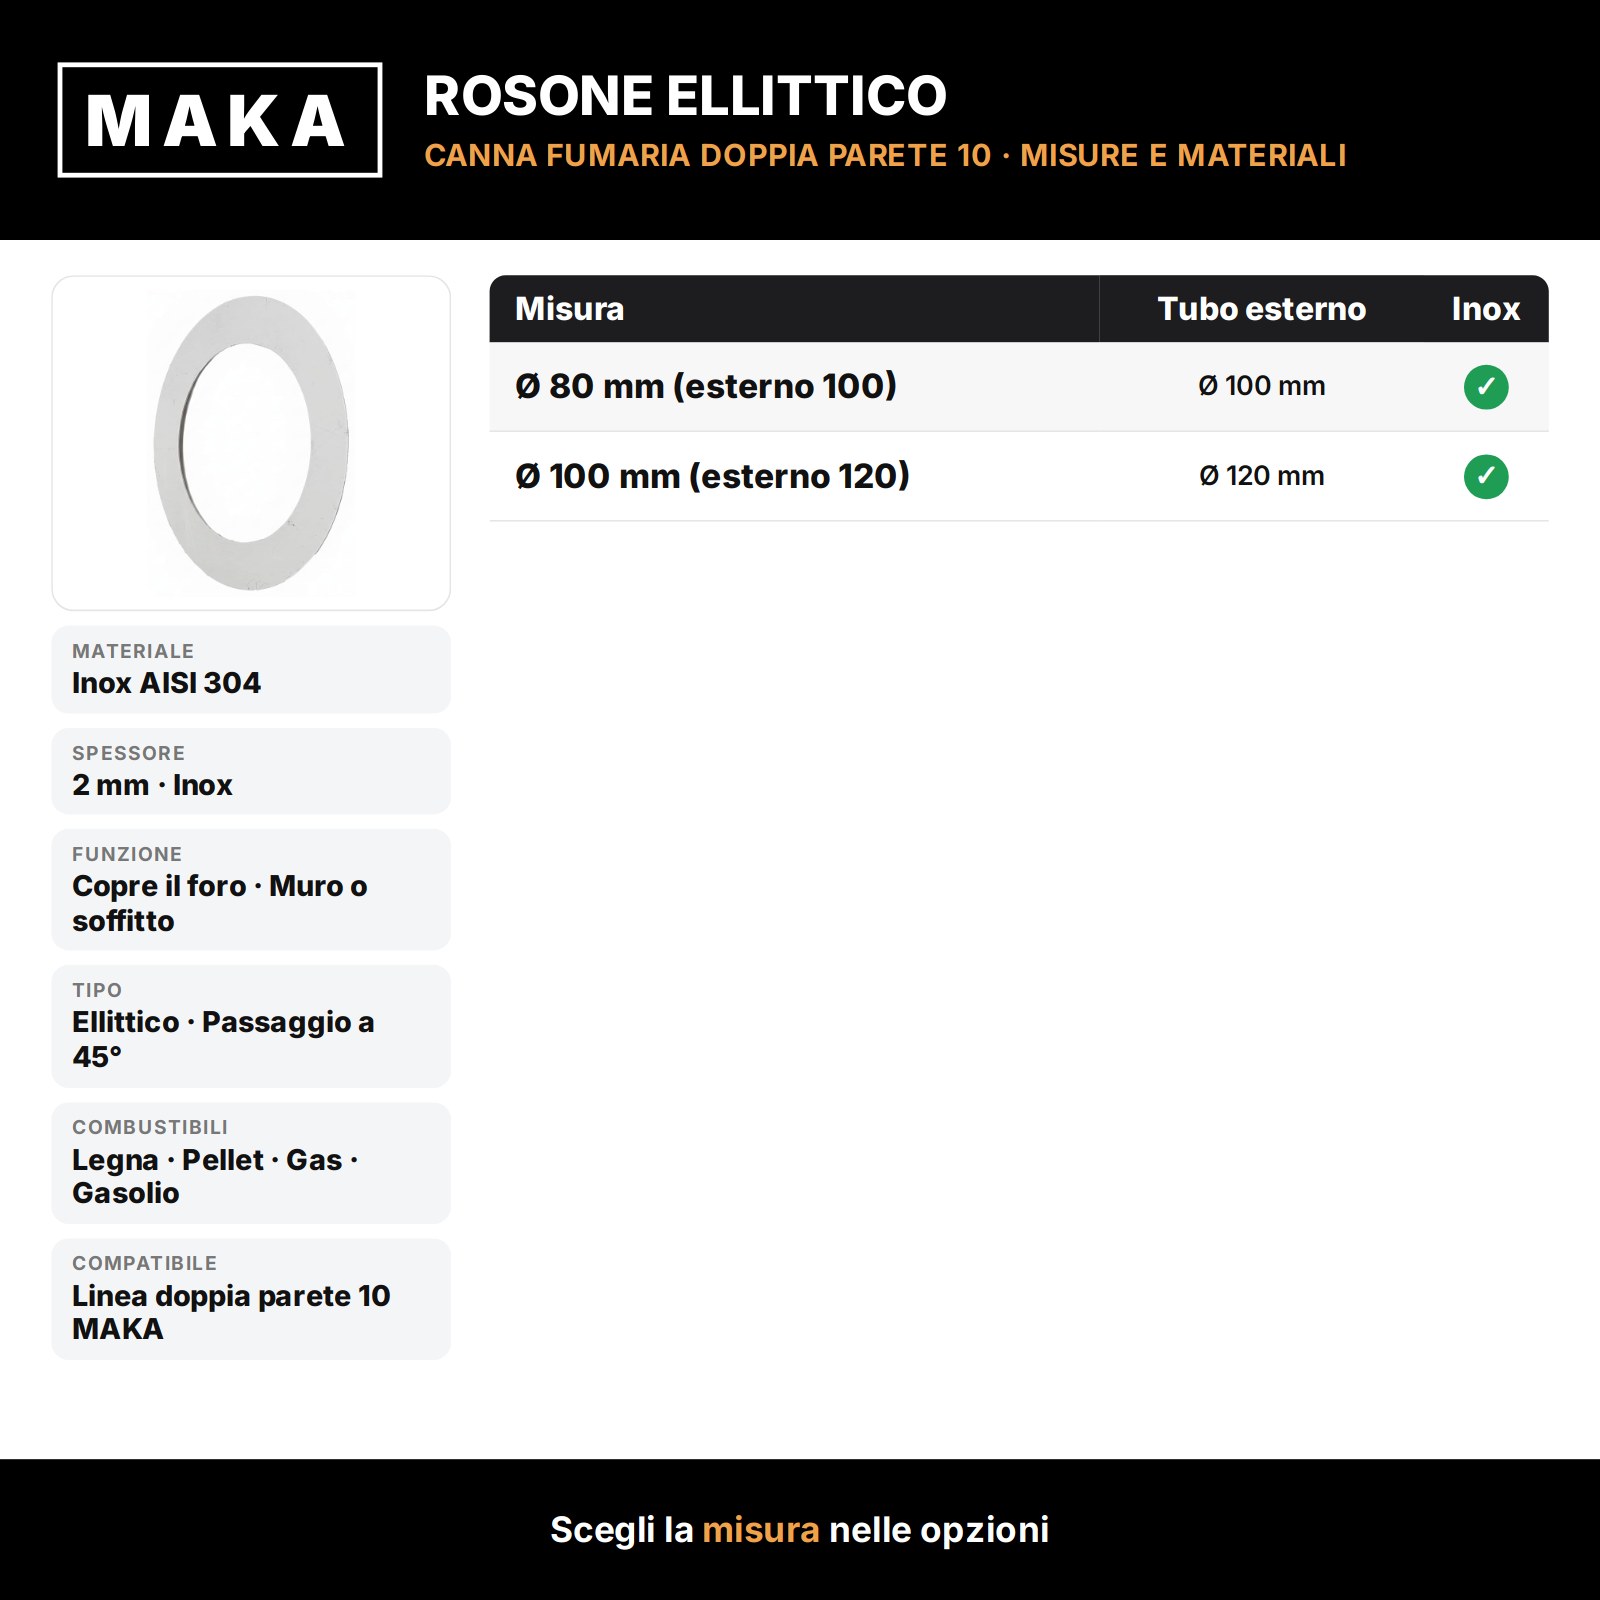 MAKA
ROSONE ELLITTICO
CANNA FUMARIA DOPPIA PARETE 10 · MISURE E MATERIALI
Misura Tubo esterno Inox
Ø 80 mm (esterno 100) Ø 100 mm ✓
Ø 100 mm (esterno 120) Ø 120 mm ✓
MATERIALE
Inox AISI 304
SPESSORE
2 mm · Inox
FUNZIONE
Copre il foro · Muro o
soffitto
TIPO
Ellittico · Passaggio a
45°
COMBUSTIBILI
Legna · Pellet · Gas ·
Gasolio
COMPATIBILE
Linea doppia parete 10
MAKA
Scegli la misura nelle opzioni